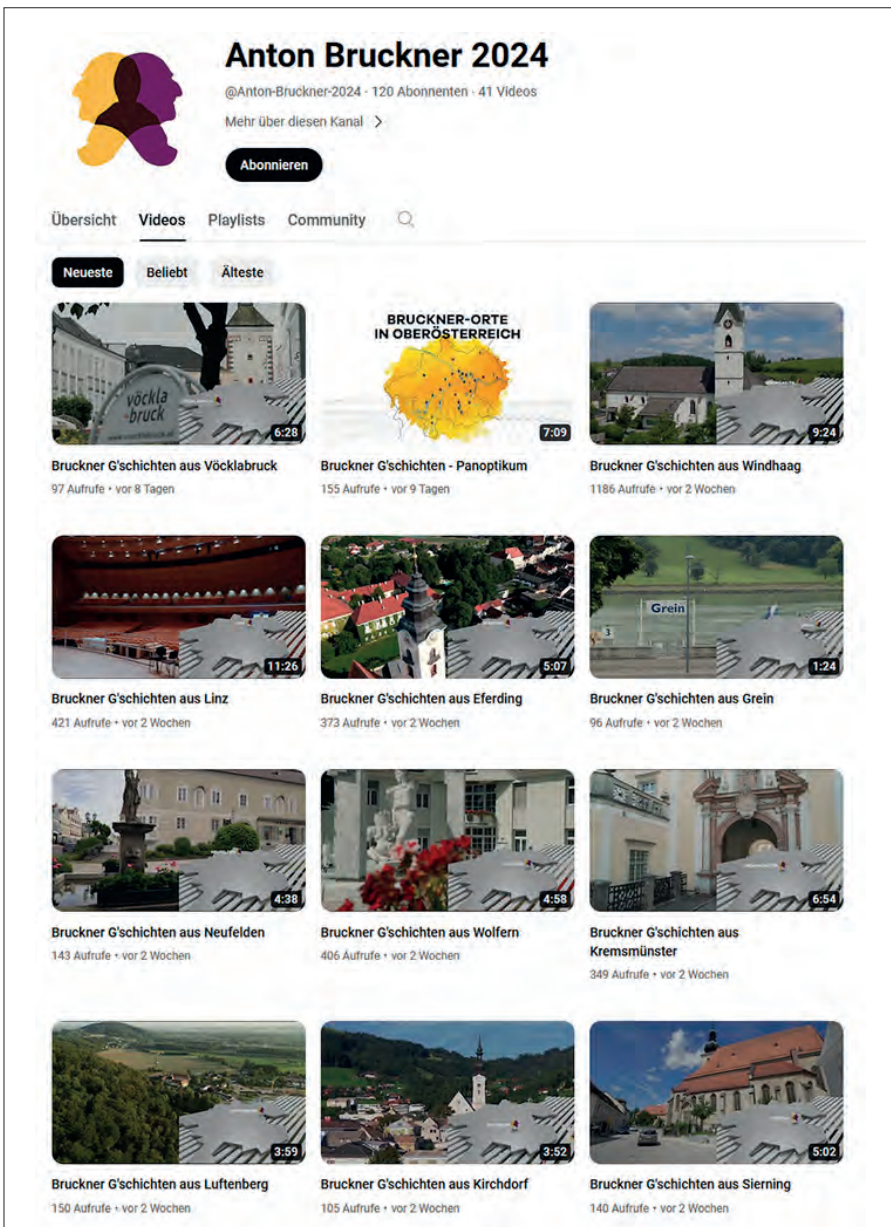 Anton Bruckner 2024
@Anton-Bruckner-2024 · 120 Abonnenten · 41 Videos
Mehr über diesen Kanal >
Abonnieren
Übersicht Videos Playlists Community
Neueste Beliebt Älteste
vöckla
bruck
6:28
BRUCKNER-ORTE
IN OBERÖSTERREICH
7:09
9:24
Bruckner G'schichten aus Vöcklabruck
97 Aufrufe • vor 8 Tagen
Bruckner G'schichten - Panoptikum
155 Aufrufe • vor 9 Tagen
Bruckner G'schichten aus Windhaag
1186 Aufrufe • vor 2 Wochen
11:26
5:07
Grein
3
1:24
Bruckner G'schichten aus Linz
421 Aufrufe • vor 2 Wochen
Bruckner G'schichten aus Eferding
373 Aufrufe • vor 2 Wochen
Bruckner G'schichten aus Grein
96 Aufrufe • vor 2 Wochen
4:38
4:58
6:54
Bruckner G'schichten aus Neufelden
143 Aufrufe • vor 2 Wochen
Bruckner G'schichten aus Wolfern
406 Aufrufe • vor 2 Wochen
Bruckner G'schichten aus
Kremsmünster
349 Aufrufe • vor 2 Wochen
3:59
3:52
5:02
Bruckner G'schichten aus Luftenberg
150 Aufrufe • vor 2 Wochen
Bruckner G'schichten aus Kirchdorf
105 Aufrufe • vor 2 Wochen
Bruckner G'schichten aus Sierning
140 Aufrufe • vor 2 Wochen